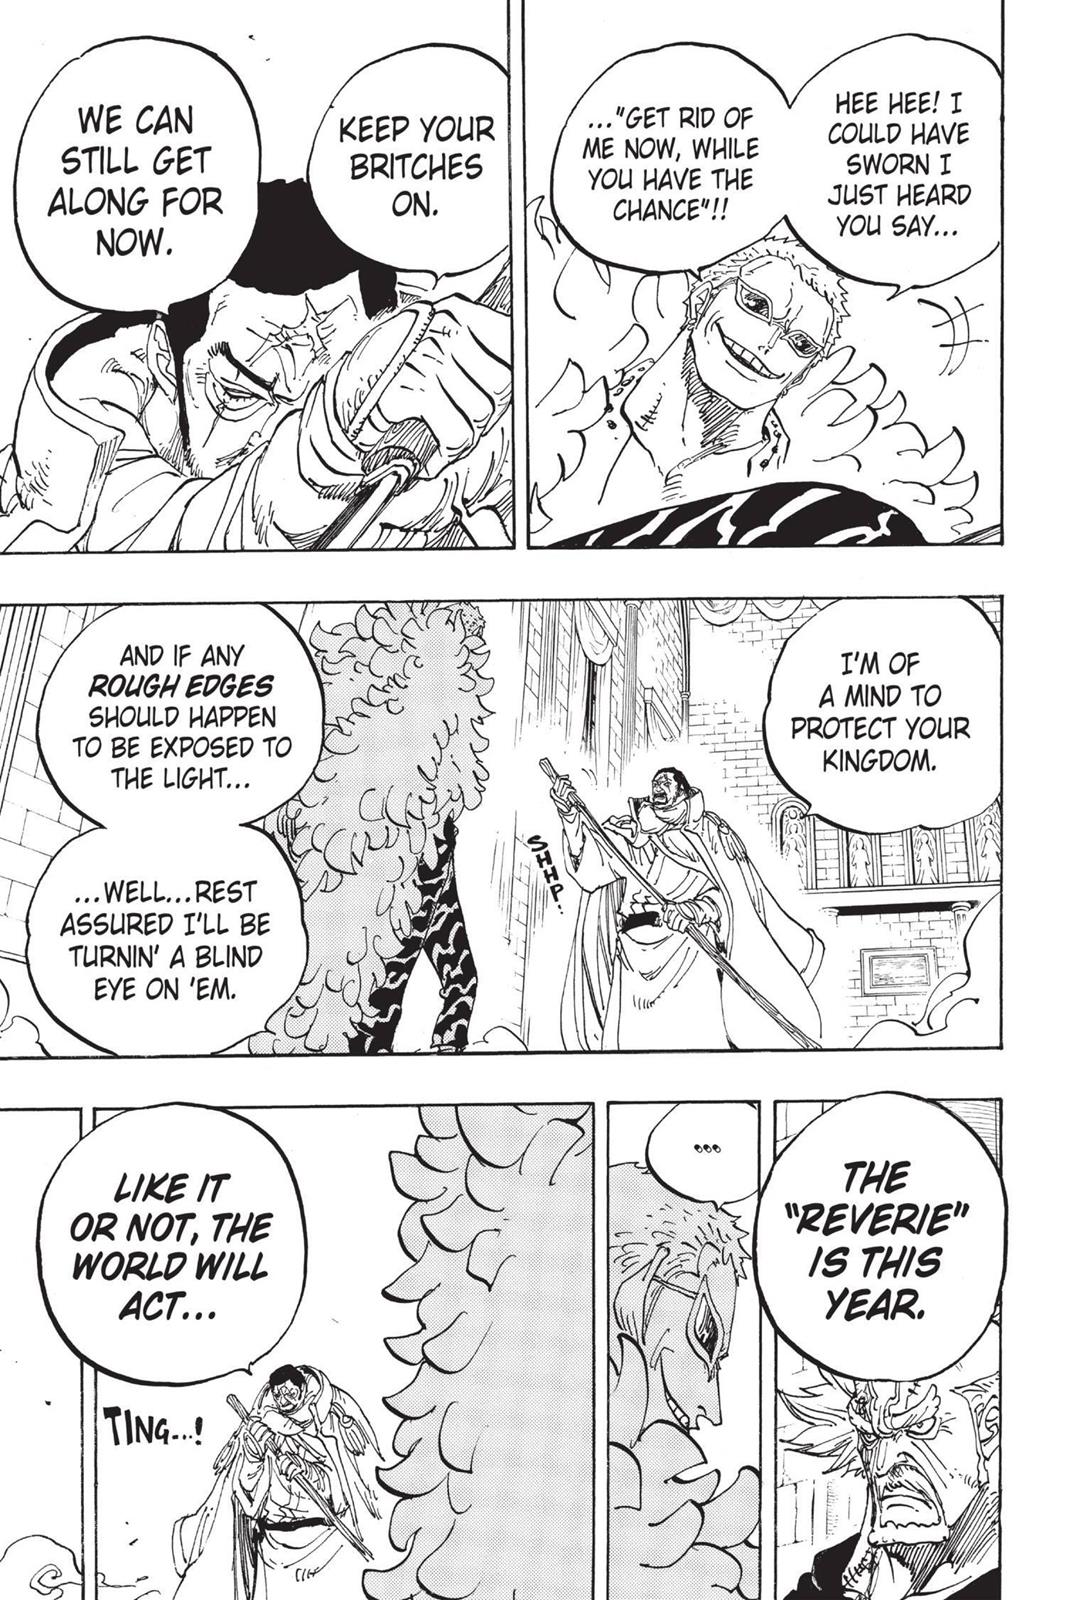 HEE HEE! I
COULD HAVE
SWORN I
JUST HEARD
YOU SAY...
..."GET RID OF
ME NOW, WHILE
YOU HAVE THE
CHANCE"!!
KEEP YOUR
BRITCHES
ON.
WE CAN
STILL GET
ALONG FOR
NOW.
I'M OF
A MIND TO
PROTECT YOUR
KINGDOM.
SHHP.
AND IF ANY
ROUGH EDGES
SHOULD HAPPEN
TO BE EXPOSED TO
THE LIGHT...
...WELL...REST
ASSURED I'LL BE
TURNIN' A BLIND
EYE ON 'EM.
THE
"REVERIE"
IS THIS
YEAR.
...
LIKE IT
OR NOT, THE
WORLD WILL
ACT...
TING...!